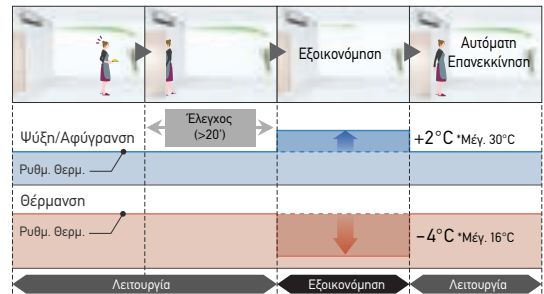 Εξοικονόμηση
Αυτόματη
Επανεκκίνηση
Έλεγχος
(>20')
Ψύξη/Αφύγρανση
+2°C *Μέγ. 30°C
Ρυθμ. Θερμ.
Θέρμανση
Ρυθμ. Θερμ.
−4°C *Μέγ. 16°C
Λειτουργία
Εξοικονόμηση
Λειτουργία